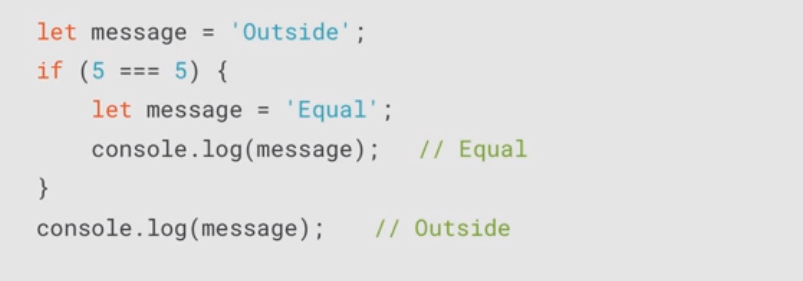 let message = 'Outside';
if (5 === 5) {
    let message = 'Equal';
    console.log(message);   // Equal
}
console.log(message);    // Outside